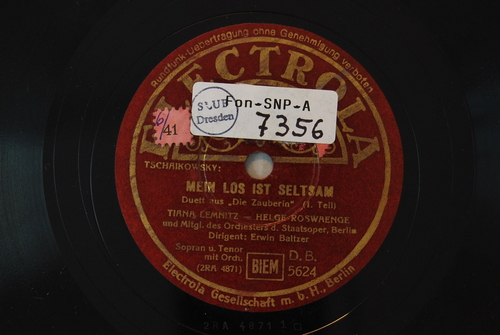 Rundfunk-Uebertragung ohne Genehmigung verboten
ELECTROLA
SLUB
Dresden
Fon-SNP-A
7356
6/41
TSCHAIKOWSKY:
MEIN LOS IST SELTSAM
Duett aus „Die Zauberin" (1. Teil)
TIANA LEMNITZ — HELGE ROSWAENGE
und Mitgl. des Orchesters d. Staatsoper, Berlin
Dirigent: Erwin Baltzer
Sopran u. Tenor
mit Orch.
(2RA 4871)
BIEM
D.B.
5624
Electrola Gesellschaft m. b. H., Berlin
2RA 4871